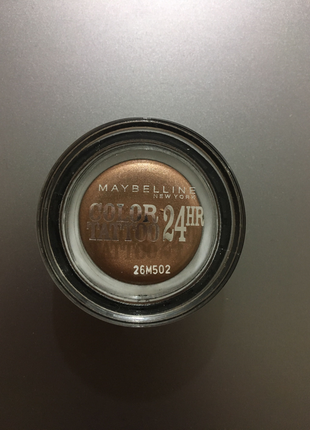 MAYBELLINE
NEW YORK
COLOR
TATTOO 24HR
26M502